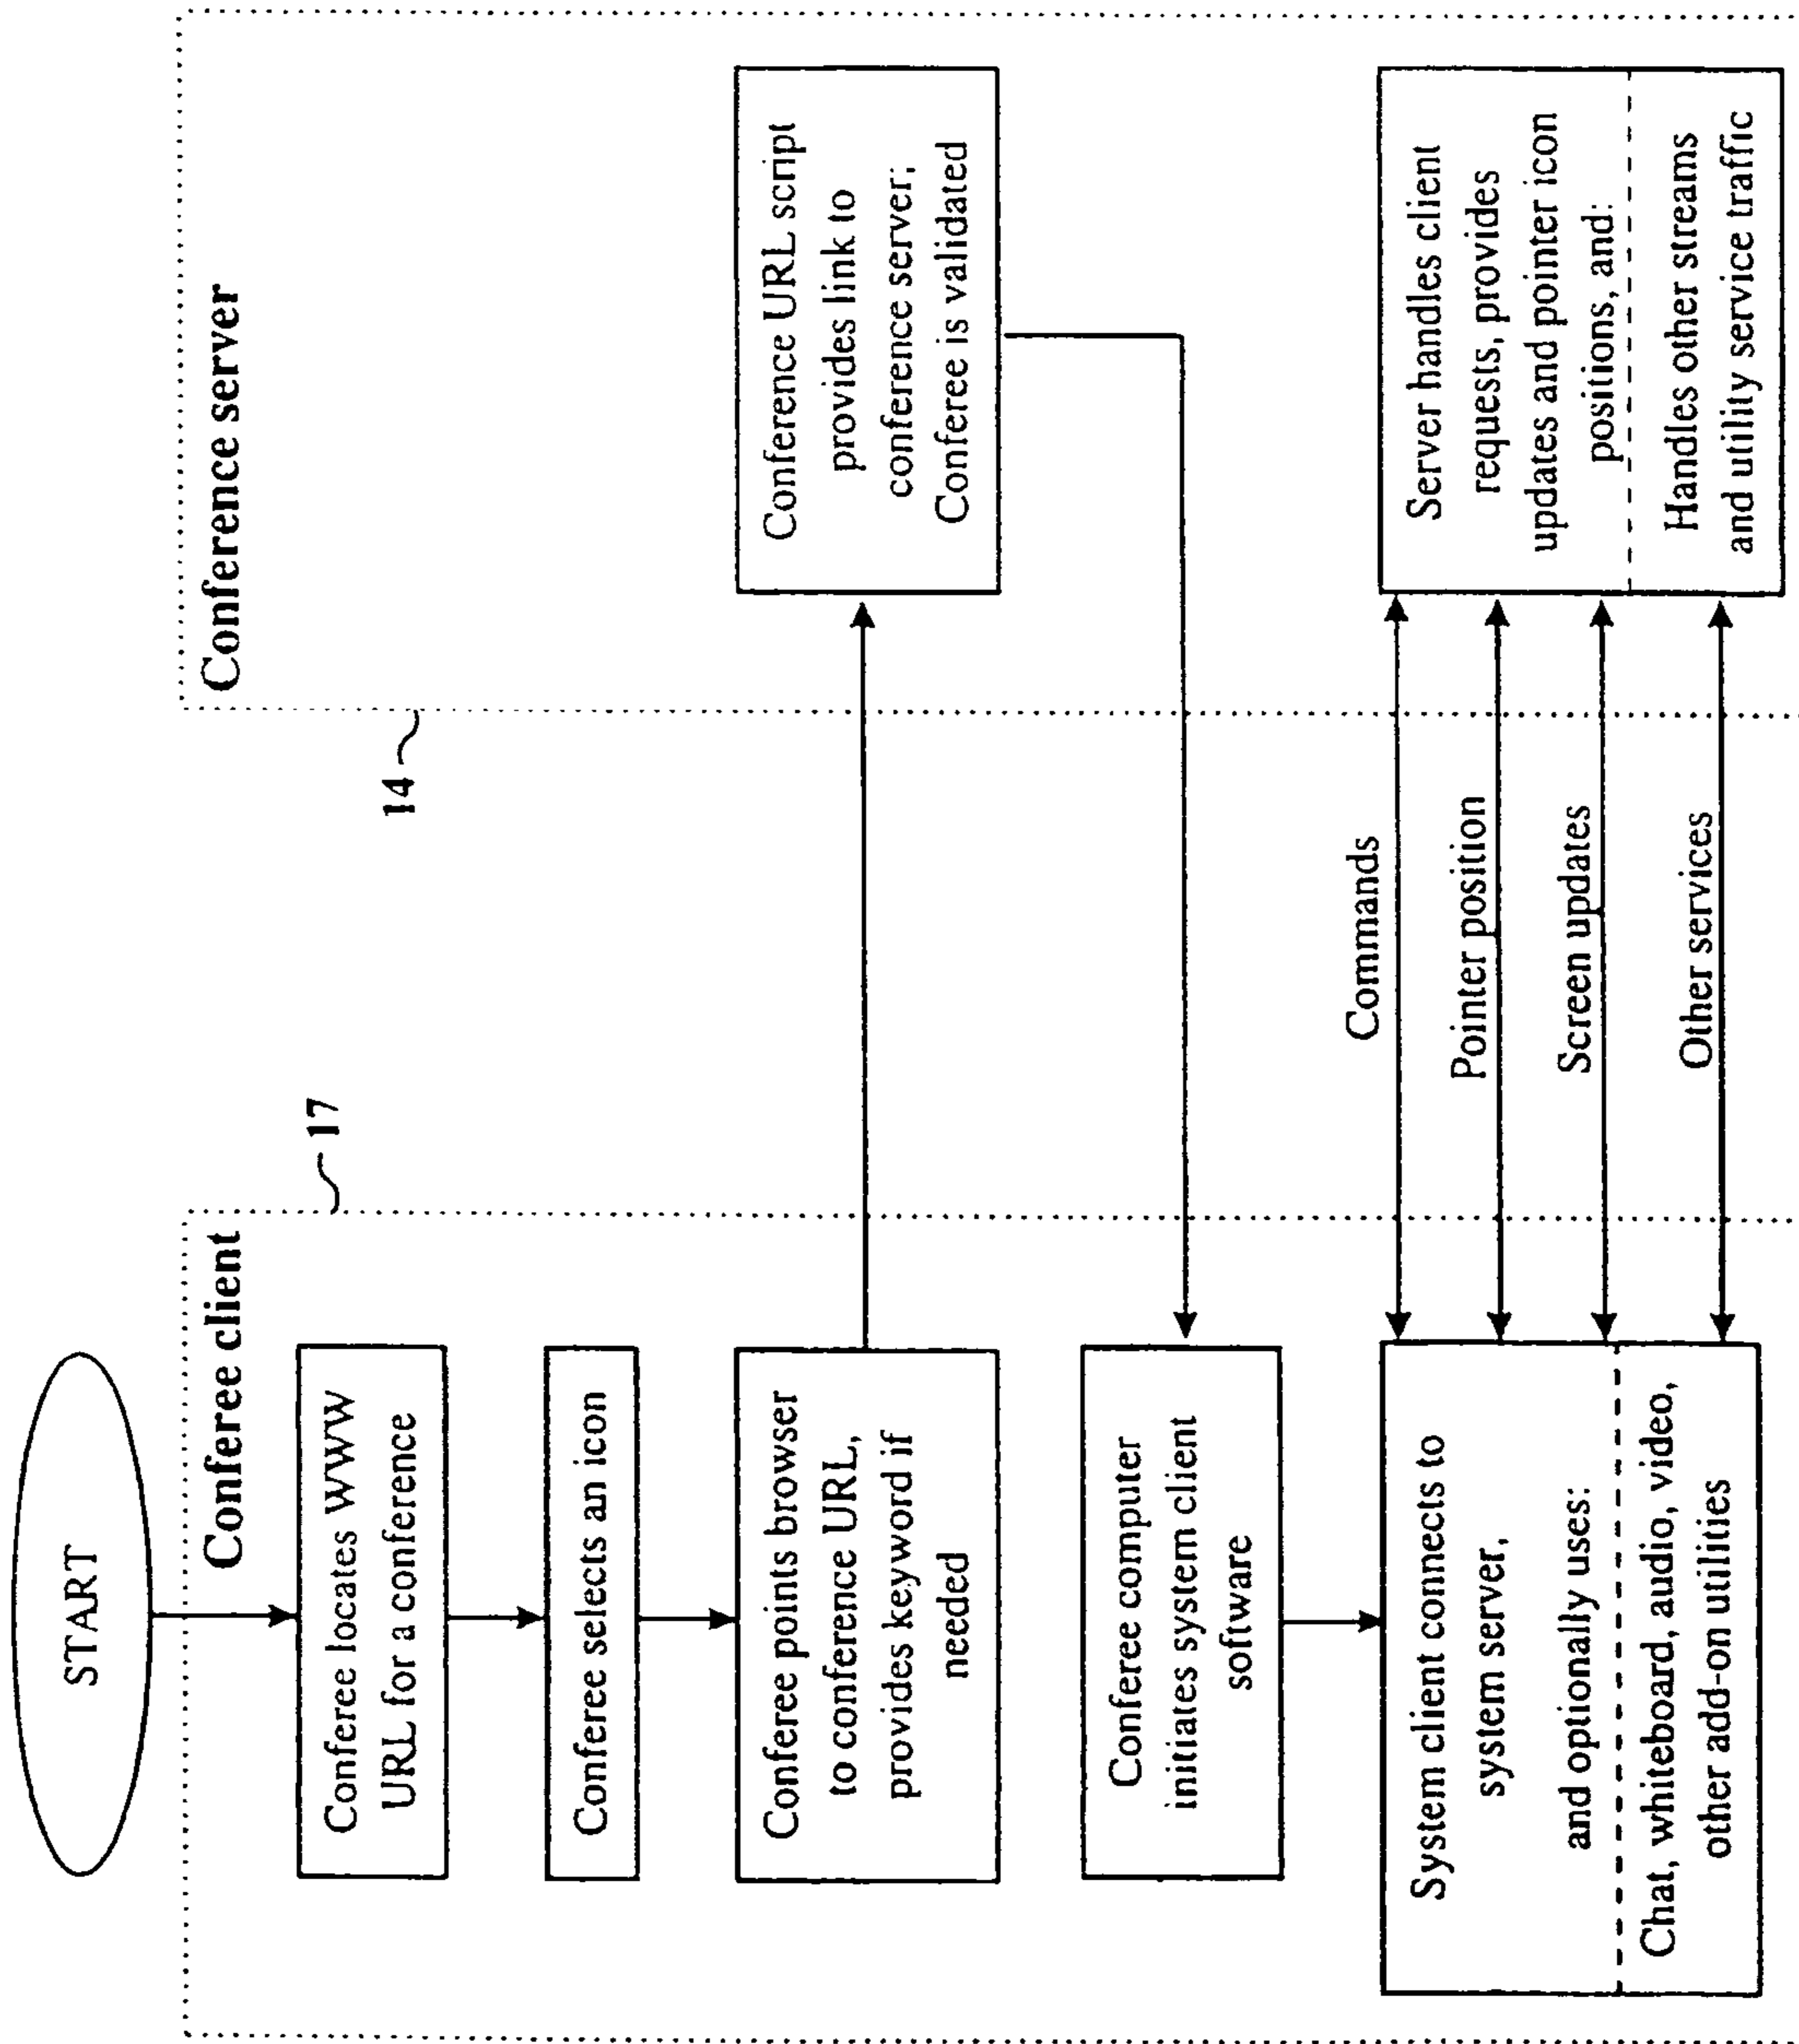 START
Conferee client
17
Conferee locates WWW
URL for a conference
Conferee selects an icon
Conferee points browser
to conference URL,
provides keyword if
needed
Conferee computer
initiates system client
software
System client connects to
system server,
and optionally uses:
Chat, whiteboard, audio, video,
other add-on utilities
14
Conference server
Conference URL script
provides link to
conference server;
Conferee is validated
Commands
Pointer position
Screen updates
Other services
Server handles client
requests, provides
updates and pointer icon
positions, and:
Handles other streams
and utility service traffic